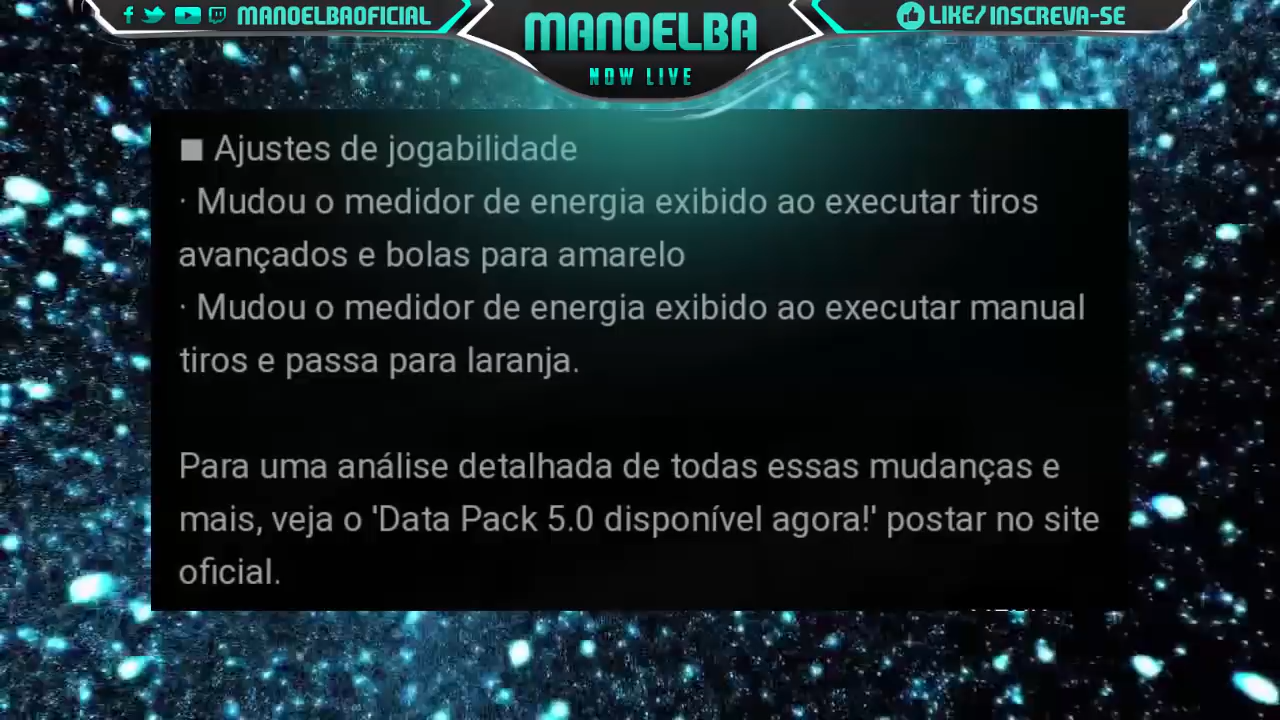 MANOELBAOFICIAL
MANOELBA
NOW LIVE
LIKE/INSCREVA-SE
■ Ajustes de jogabilidade
· Mudou o medidor de energia exibido ao executar tiros
avançados e bolas para amarelo
· Mudou o medidor de energia exibido ao executar manual
tiros e passa para laranja.
Para uma análise detalhada de todas essas mudanças e
mais, veja o 'Data Pack 5.0 disponível agora!' postar no site
oficial.